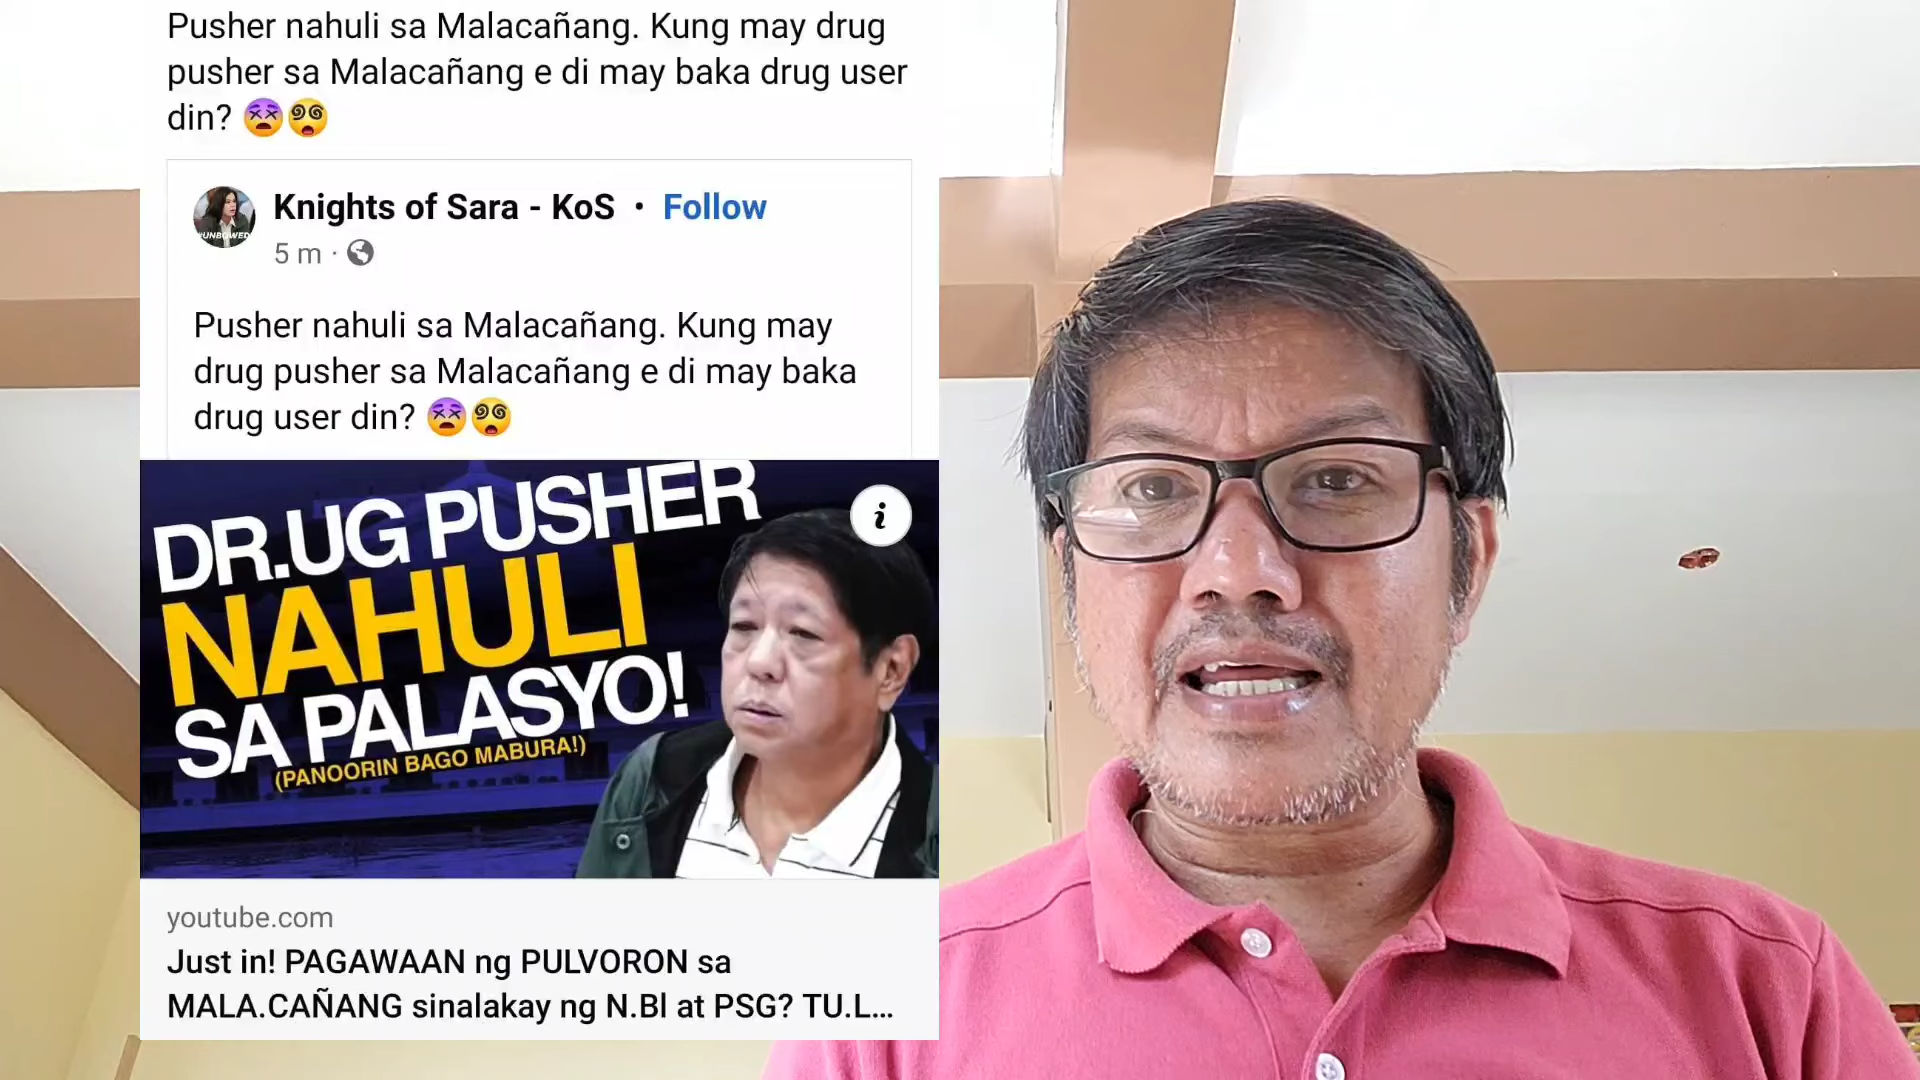 Pusher nahuli sa Malacañang. Kung may drug
pusher sa Malacañang e di may baka drug user
din? 😵😵‍💫
Knights of Sara - KoS • Follow
#UNBOWED
5 m ·
Pusher nahuli sa Malacañang. Kung may
drug pusher sa Malacañang e di may baka
drug user din? 😵😵‍💫
DR.UG PUSHER
NAHULI
SA PALASYO!
(PANOORIN BAGO MABURA!)
i
youtube.com
Just in! PAGAWAAN ng PULVORON sa
MALA.CAÑANG sinalakay ng N.Bl at PSG? TU.L...